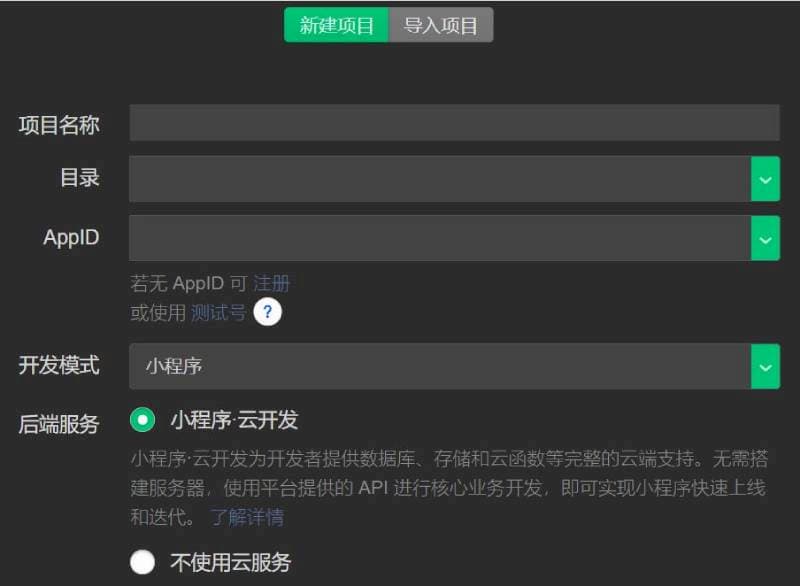 新建项目 导入项目
项目名称
目录
AppID
若无 AppID 可 注册
或使用 测试号 ?
开发模式 小程序
后端服务 小程序·云开发
小程序·云开发为开发者提供数据库、存储和云函数等完整的云端支持。无需搭
建服务器，使用平台提供的 API 进行核心业务开发，即可实现小程序快速上线
和迭代。 了解详情
不使用云服务